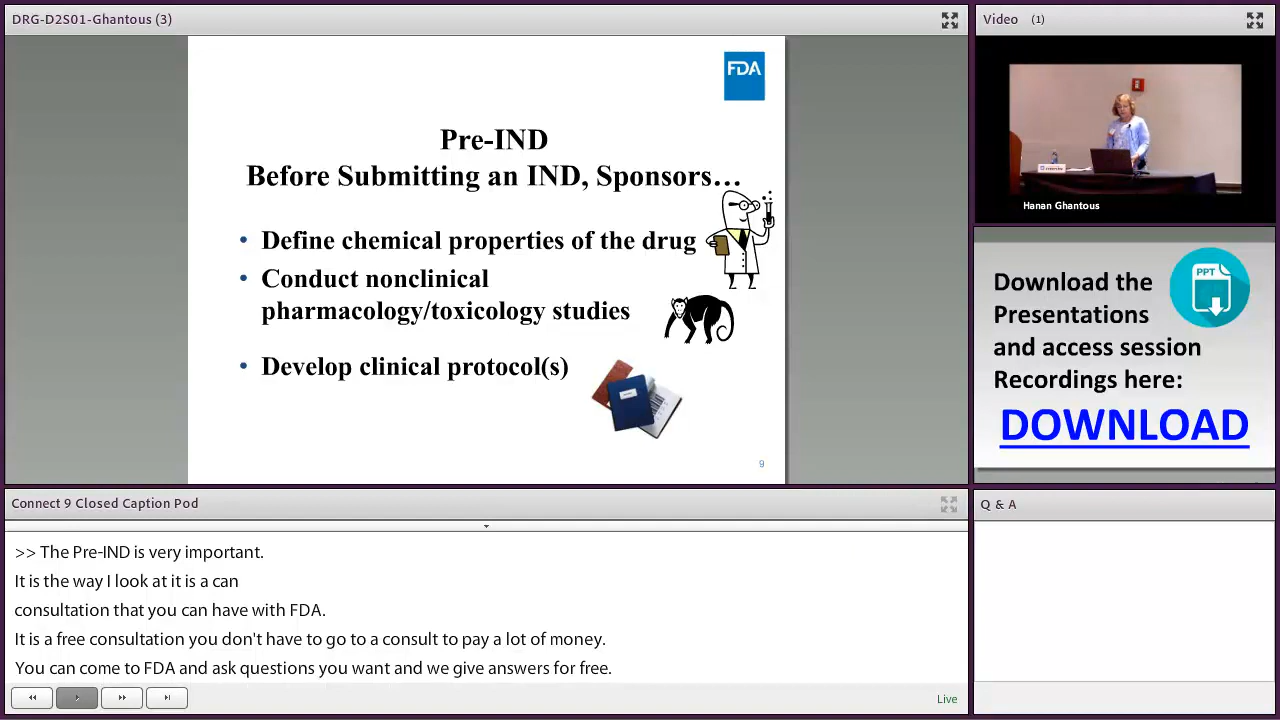 DRG-D2S01-Ghantous (3)
FDA
Pre-IND
Before Submitting an IND, Sponsors…
• Define chemical properties of the drug
• Conduct nonclinical
pharmacology/toxicology studies
• Develop clinical protocol(s)
9
Video (1)
Hanan Ghantous
Download the
Presentations
and access session
Recordings here:
DOWNLOAD
PPT
Connect 9 Closed Caption Pod
>> The Pre-IND is very important.
It is the way I look at it is a can
consultation that you can have with FDA.
It is a free consultation you don't have to go to a consult to pay a lot of money.
You can come to FDA and ask questions you want and we give answers for free.
Live
Q & A